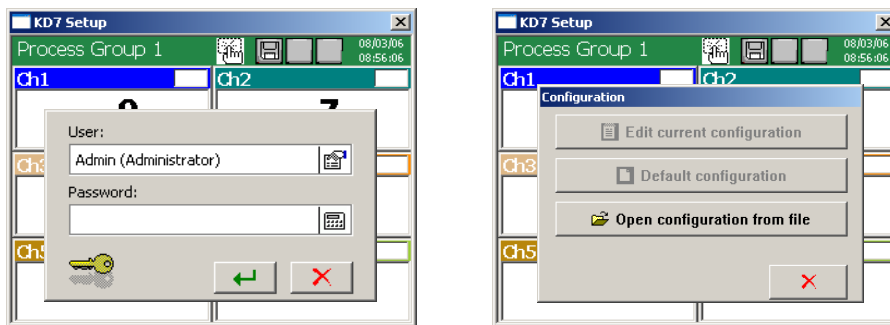 KD7 Setup
Process Group 1
08/03/06
08:56:06
Ch1
Ch2
User:
Admin (Administrator)
Password:
KD7 Setup
Process Group 1
08/03/06
08:56:06
Ch1
Ch2
Configuration
Edit current configuration
Ch3
Default configuration
Open configuration from file
Ch5